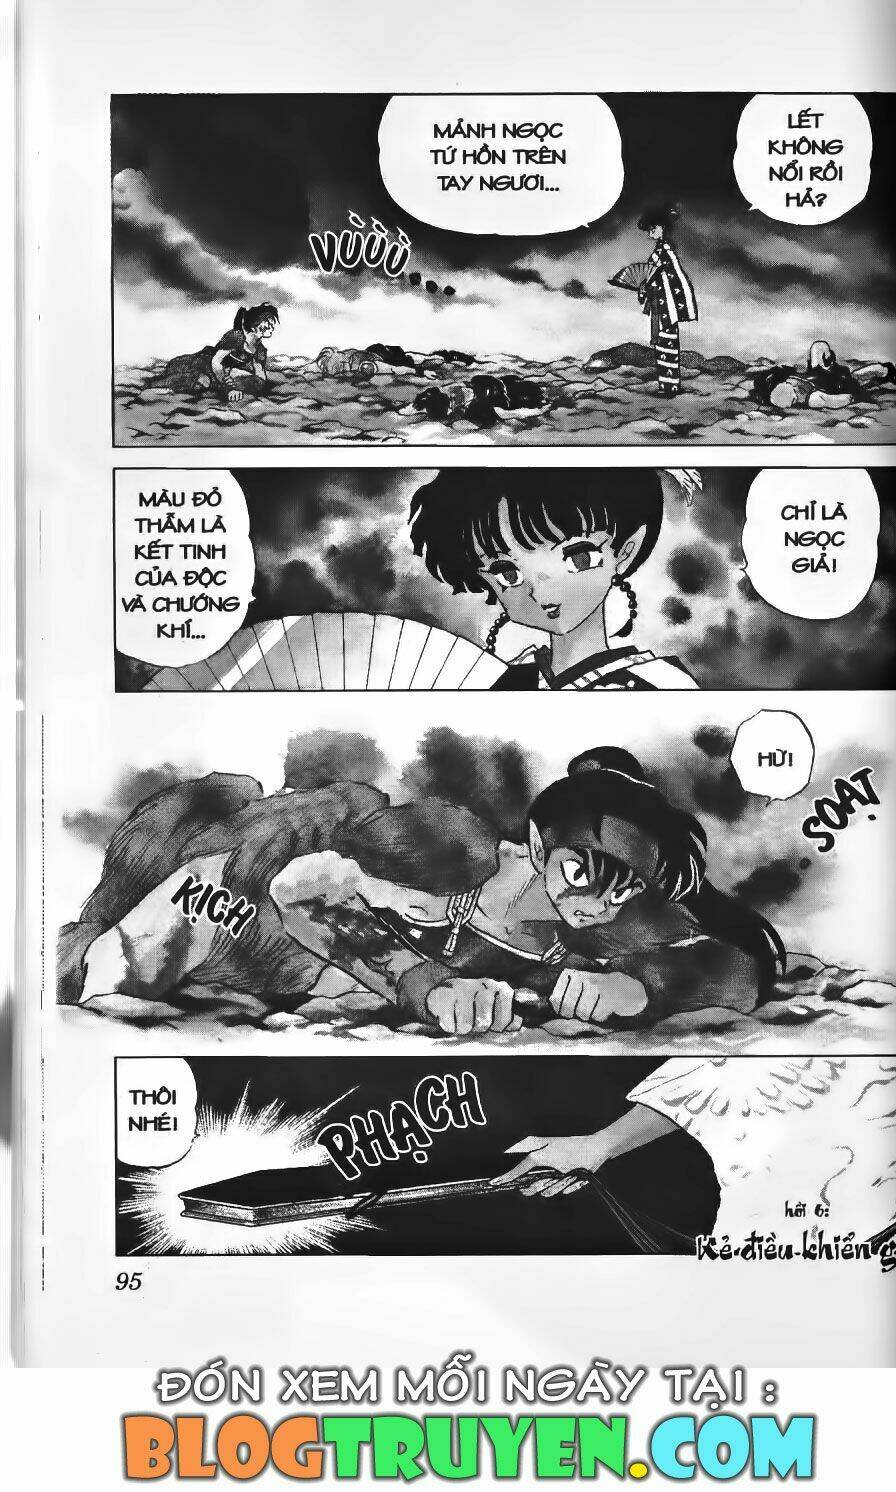 LẾT
KHÔNG
NỔI RỒI
HẢ?
MẢNH NGỌC
TỨ HỒN TRÊN
TAY NGƯƠI...
VÙÙÙ...
CHỈ LÀ
NGỌC
GIẢ!
MÀU ĐỎ
THẪM LÀ
KẾT TINH
CỦA ĐỘC
VÀ CHƯỚNG
KHÍ...
HỪ!
SOẠT
KỊCH
THÔI
NHÉ!
PHẠCH
hồi 6:
Kẻ điều khiển
95
ĐÓN XEM MỖI NGÀY TẠI :
BLOGTRUYEN.COM